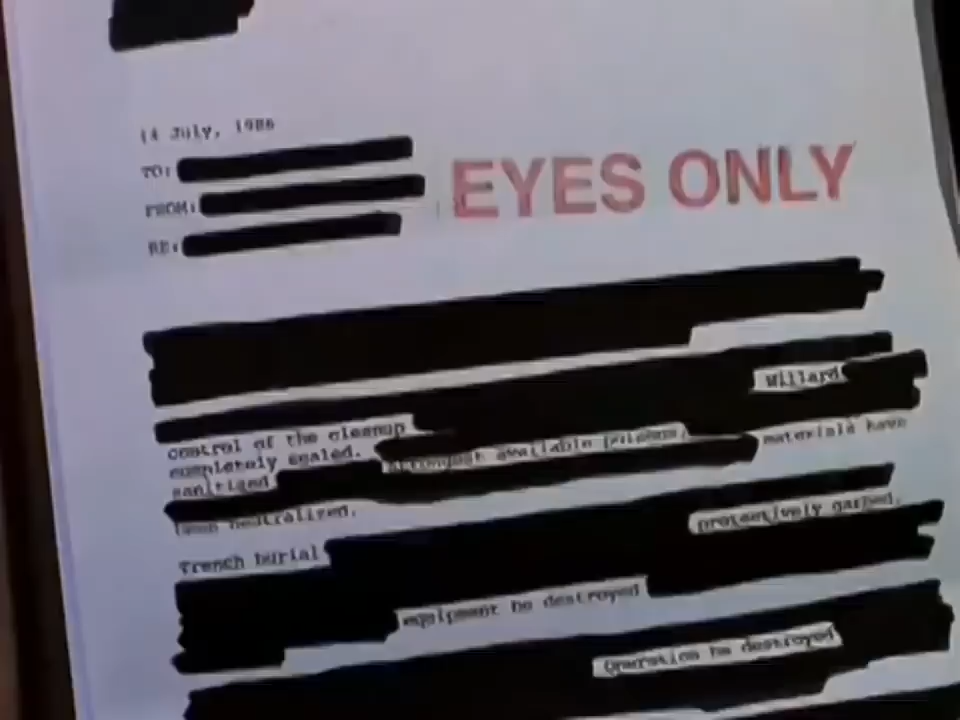 14 July, 1986
TO:
FROM:
RE:
EYES ONLY
Willard
control of the cleanup
completely sealed. available materials have
sanitized
been neutralized. protectively garbed.
Trench burial
equipment be destroyed
Operation be destroyed